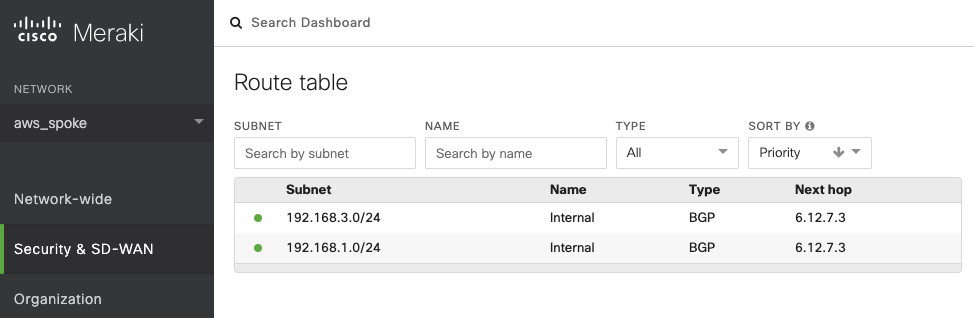 CISCO Meraki
Search Dashboard
NETWORK
aws_spoke
Network-wide
Security & SD-WAN
Organization
Route table
SUBNET NAME TYPE SORT BY
Search by subnet Search by name All Priority
Subnet Name Type Next hop
192.168.3.0/24 Internal BGP 6.12.7.3
192.168.1.0/24 Internal BGP 6.12.7.3